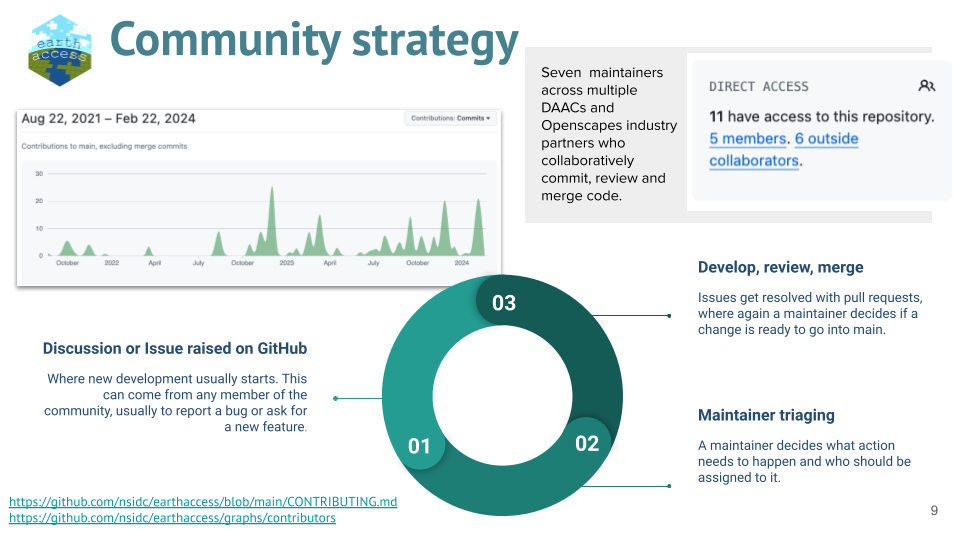 earth
access
Community strategy
Seven maintainers
across multiple
DAACs and
Openscapes industry
partners who
collaboratively
commit, review and
merge code.
DIRECT ACCESS
11 have access to this repository.
5 members. 6 outside
collaborators.
Aug 22, 2021 – Feb 22, 2024
Contributions: Commits
Contributions to main, excluding merge commits
30
20
10
0
October 2022 April July October 2023 April July October 2024
03
Develop, review, merge
Issues get resolved with pull requests,
where again a maintainer decides if a
change is ready to go into main.
Discussion or Issue raised on GitHub
Where new development usually starts. This
can come from any member of the
community, usually to report a bug or ask for
a new feature.
01
02
Maintainer triaging
A maintainer decides what action
needs to happen and who should be
assigned to it.
https://github.com/nsidc/earthaccess/blob/main/CONTRIBUTING.md
https://github.com/nsidc/earthaccess/graphs/contributors
9